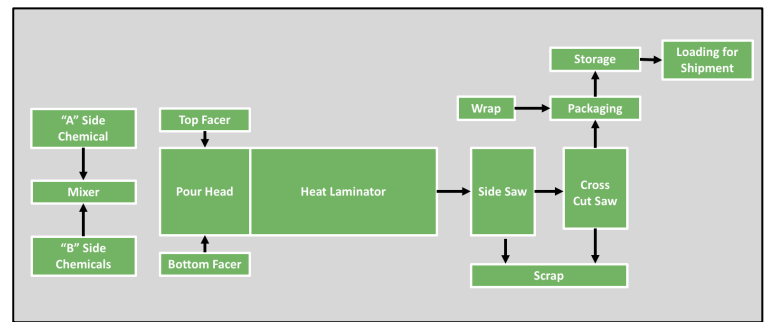 "A" Side
Chemical
Mixer
"B" Side
Chemicals
Top Facer
Pour Head
Bottom Facer
Heat Laminator
Side Saw
Cross
Cut Saw
Scrap
Wrap
Packaging
Storage
Loading for
Shipment